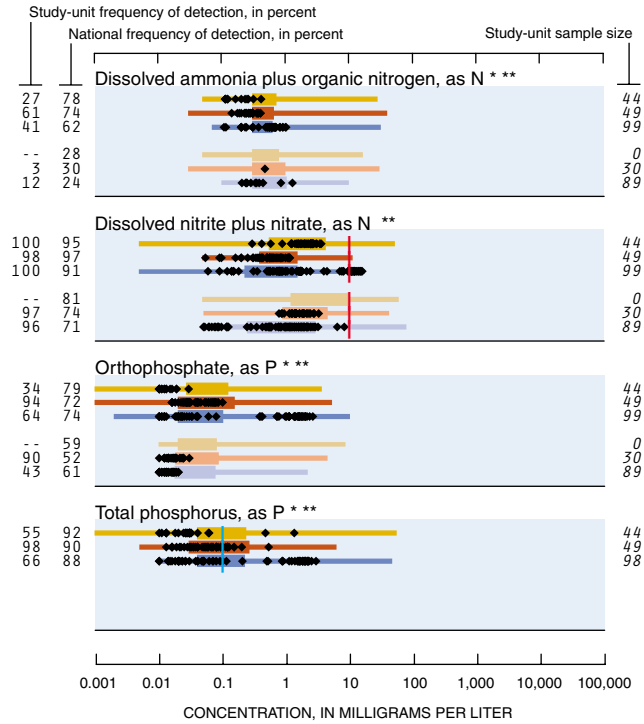 Study-unit frequency of detection, in percent
National frequency of detection, in percent
Study-unit sample size
Dissolved ammonia plus organic nitrogen, as N * **
27 78 44
61 74 49
41 62 99
-- 28 0
3 30 30
12 24 89
Dissolved nitrite plus nitrate, as N **
100 95 44
98 97 49
100 91 99
-- 81 0
97 74 30
96 71 89
Orthophosphate, as P * **
34 79 44
94 72 49
64 74 99
-- 59 0
90 52 30
43 61 89
Total phosphorus, as P * **
55 92 44
98 90 49
66 88 98
0.001 0.01 0.1 1 10 100 1,000 10,000 100,000
CONCENTRATION, IN MILLIGRAMS PER LITER